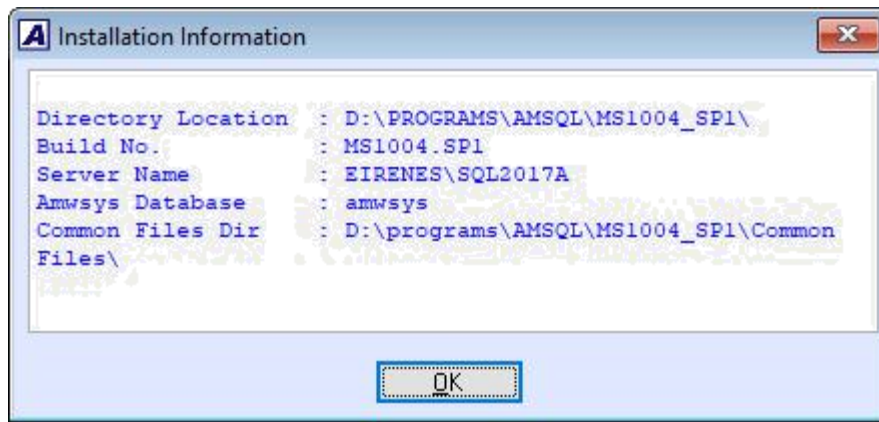 A Installation Information
Directory Location : D:\PROGRAMS\AMSQL\MS1004_SP1\
Build No. : MS1004.SP1
Server Name : EIRENES\SQL2017A
Amwsys Database : amwsys
Common Files Dir : D:\programs\AMSQL\MS1004_SP1\Common
Files\
OK